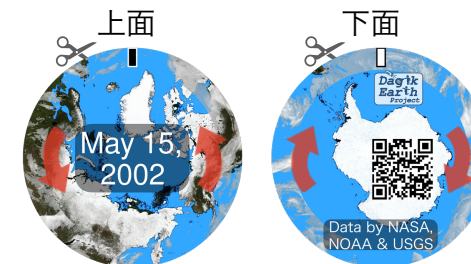 上面
下面
May 15,
2002
Dagik
Earth
Project
Data by NASA,
NOAA & USGS